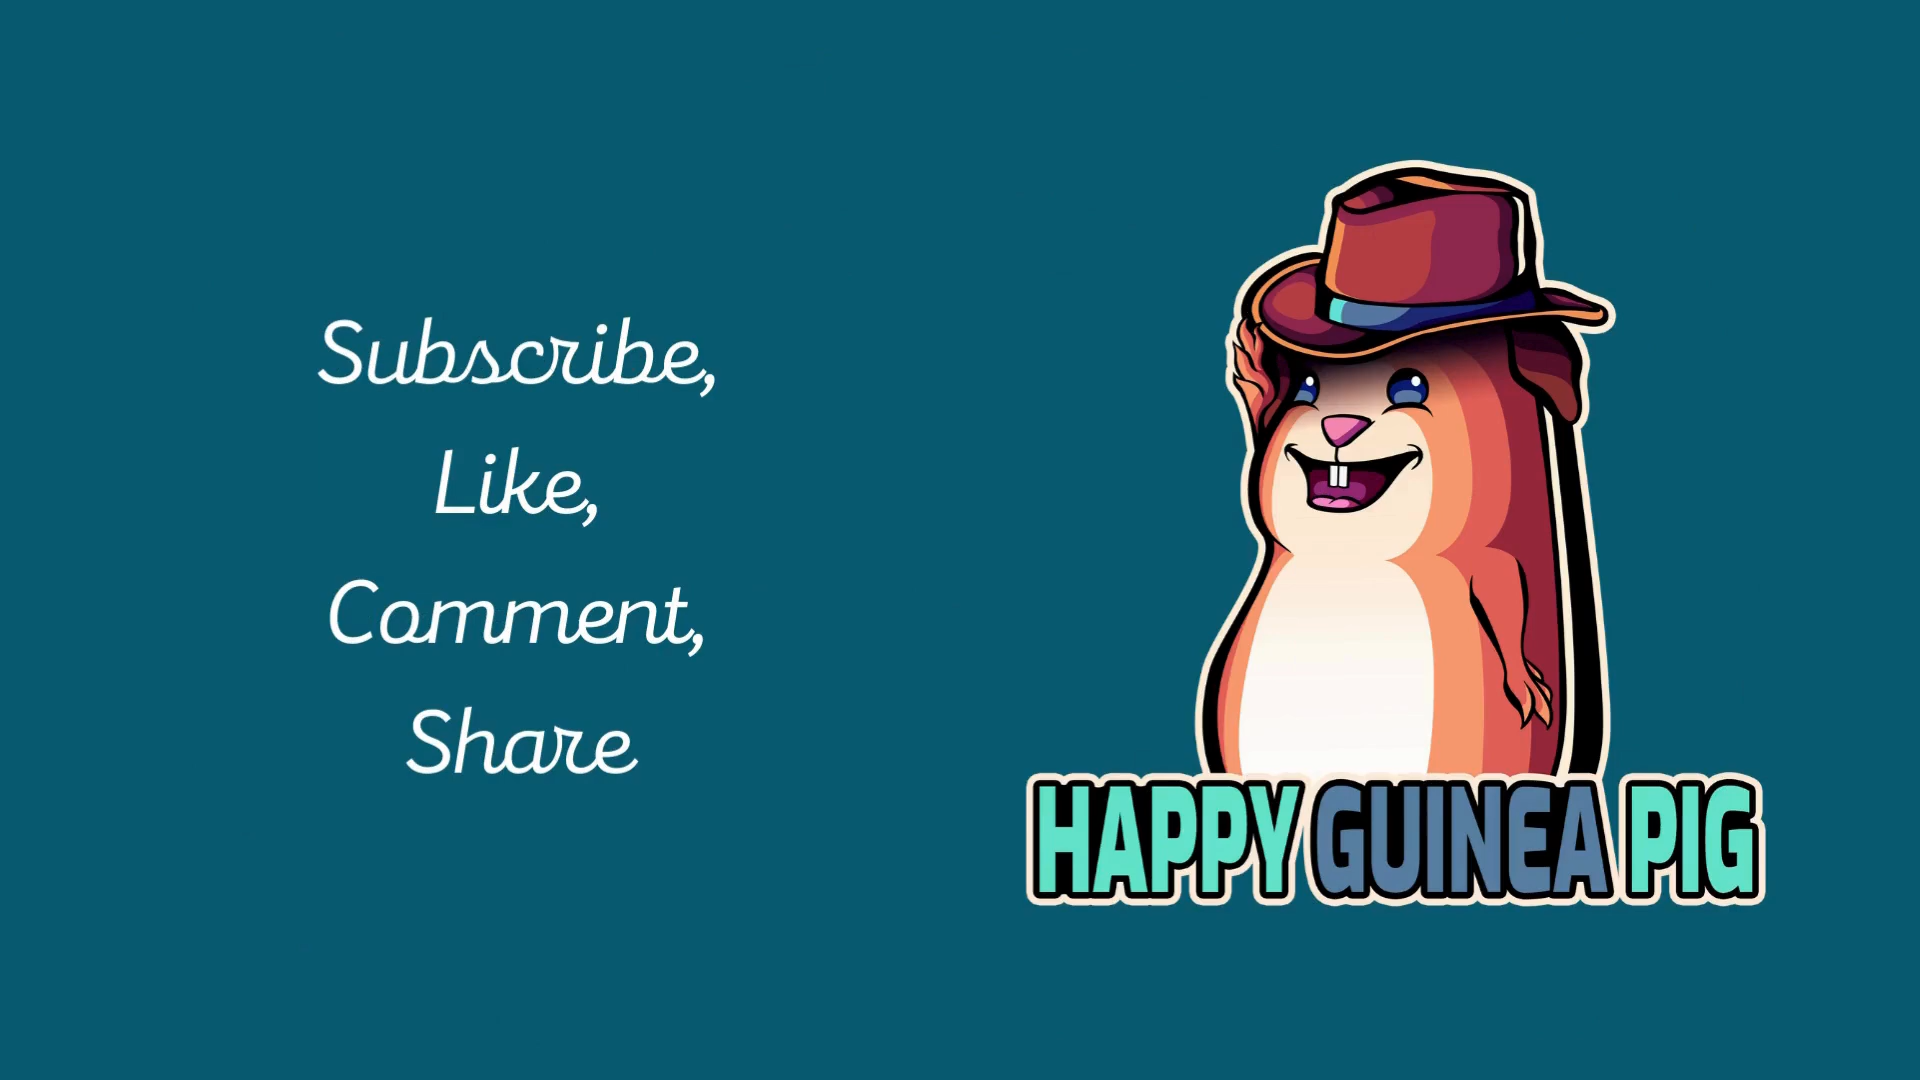 Subscribe,
Like,
Comment,
Share
HAPPY GUINEA PIG